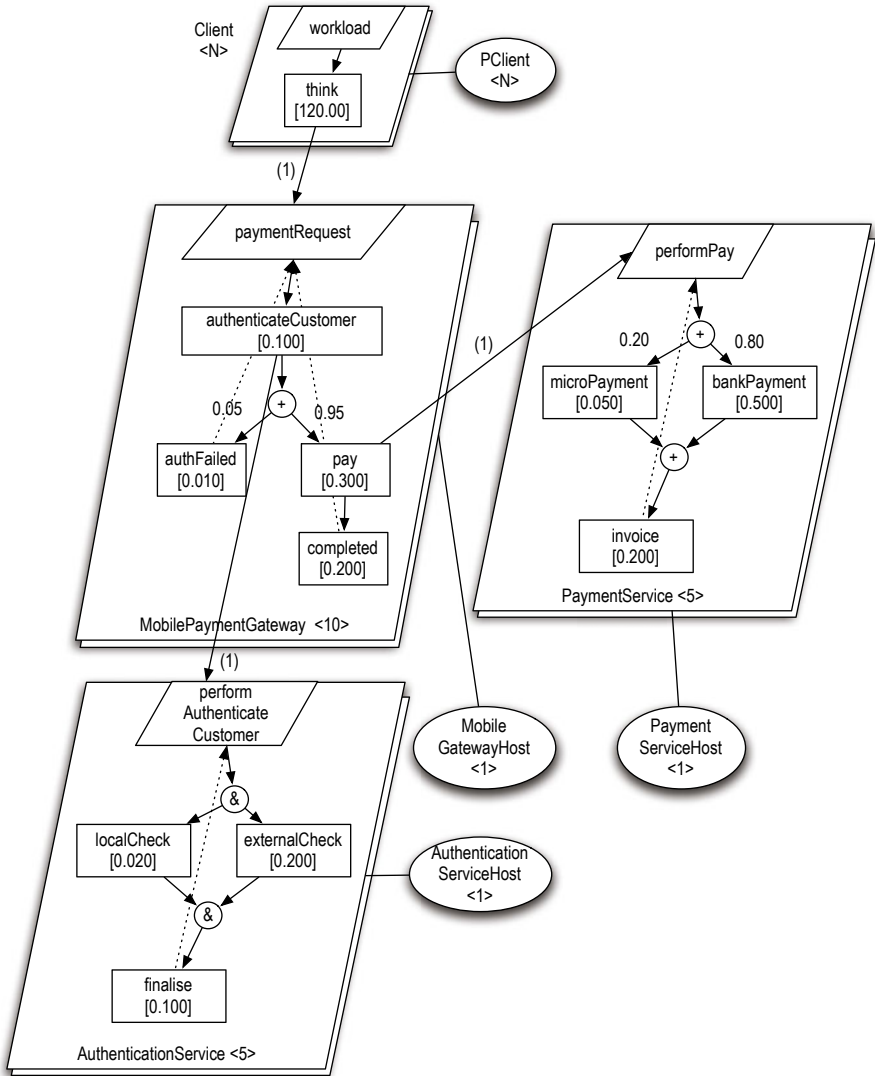 Client
<N>
workload
think
[120.00]
PClient
<N>
(1)
paymentRequest
authenticateCustomer
[0.100]
+
0.05
0.95
authFailed
[0.010]
pay
[0.300]
completed
[0.200]
MobilePaymentGateway <10>
(1)
performPay
+
0.20
0.80
microPayment
[0.050]
bankPayment
[0.500]
+
invoice
[0.200]
PaymentService <5>
(1)
perform
Authenticate
Customer
&
localCheck
[0.020]
externalCheck
[0.200]
&
finalise
[0.100]
AuthenticationService <5>
Mobile
GatewayHost
<1>
Payment
ServiceHost
<1>
Authentication
ServiceHost
<1>